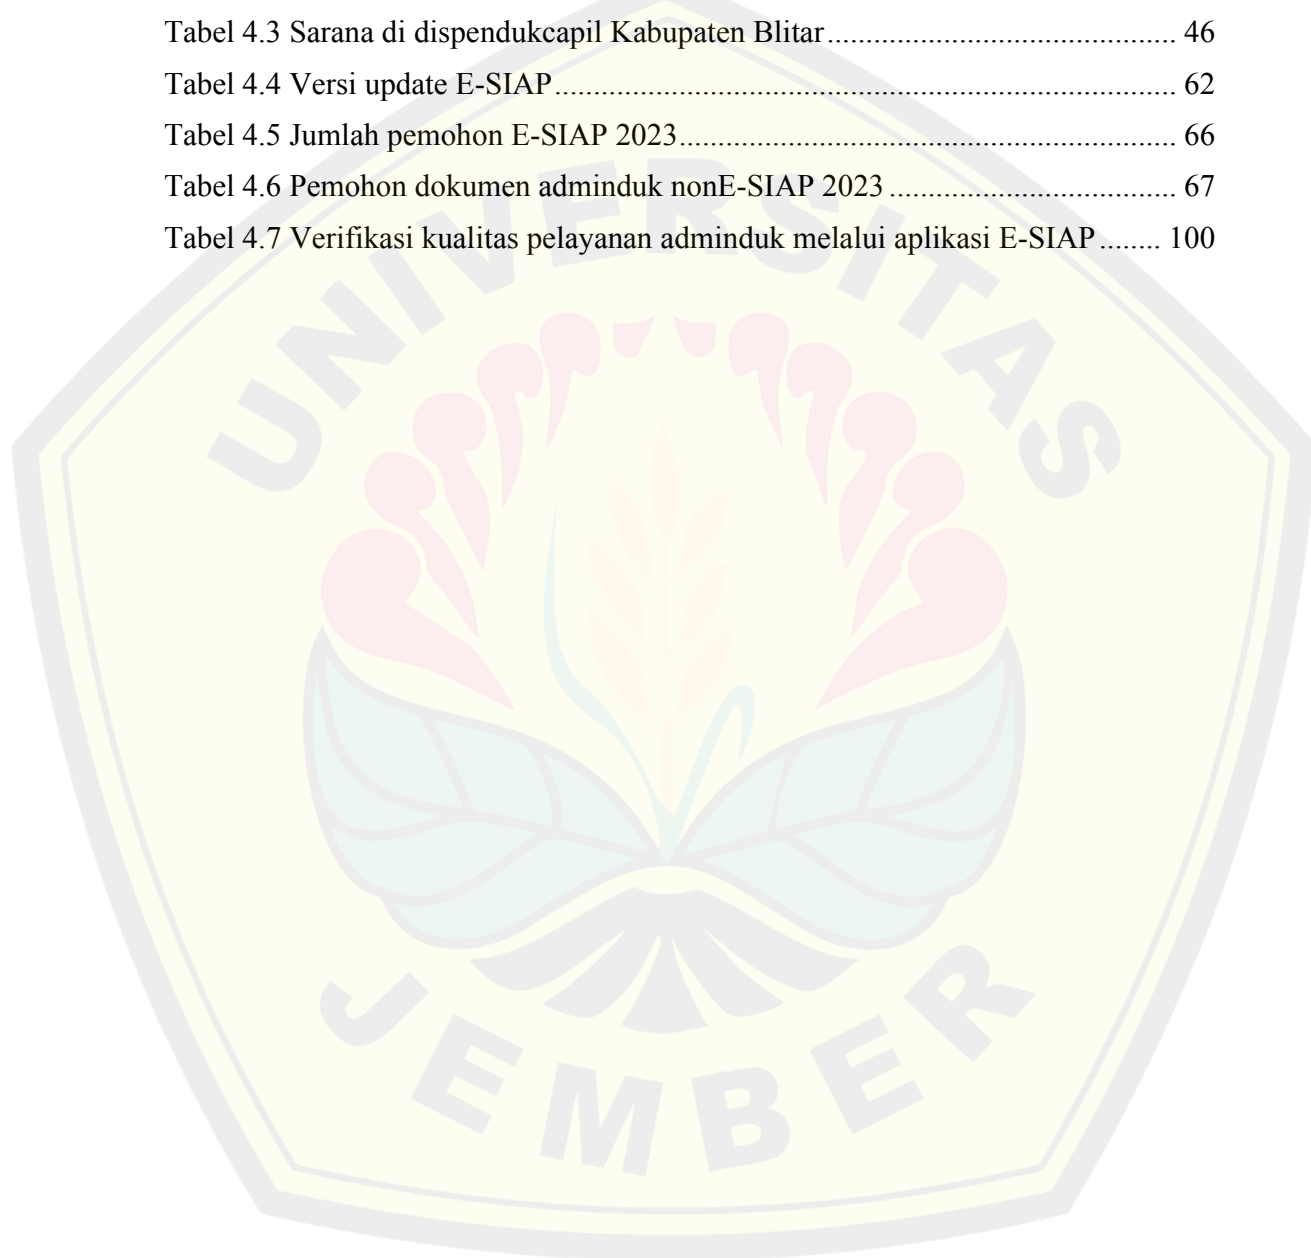 Tabel 4.3 Sarana di dispendukcapil Kabupaten Blitar............................................. 46
Tabel 4.4 Versi update E-SIAP................................................................................ 62
Tabel 4.5 Jumlah pemohon E-SIAP 2023................................................................ 66
Tabel 4.6 Pemohon dokumen adminduk nonE-SIAP 2023..................................... 67
Tabel 4.7 Verifikasi kualitas pelayanan adminduk melalui aplikasi E-SIAP........ 100
UNIVERSITAS
JEMBER